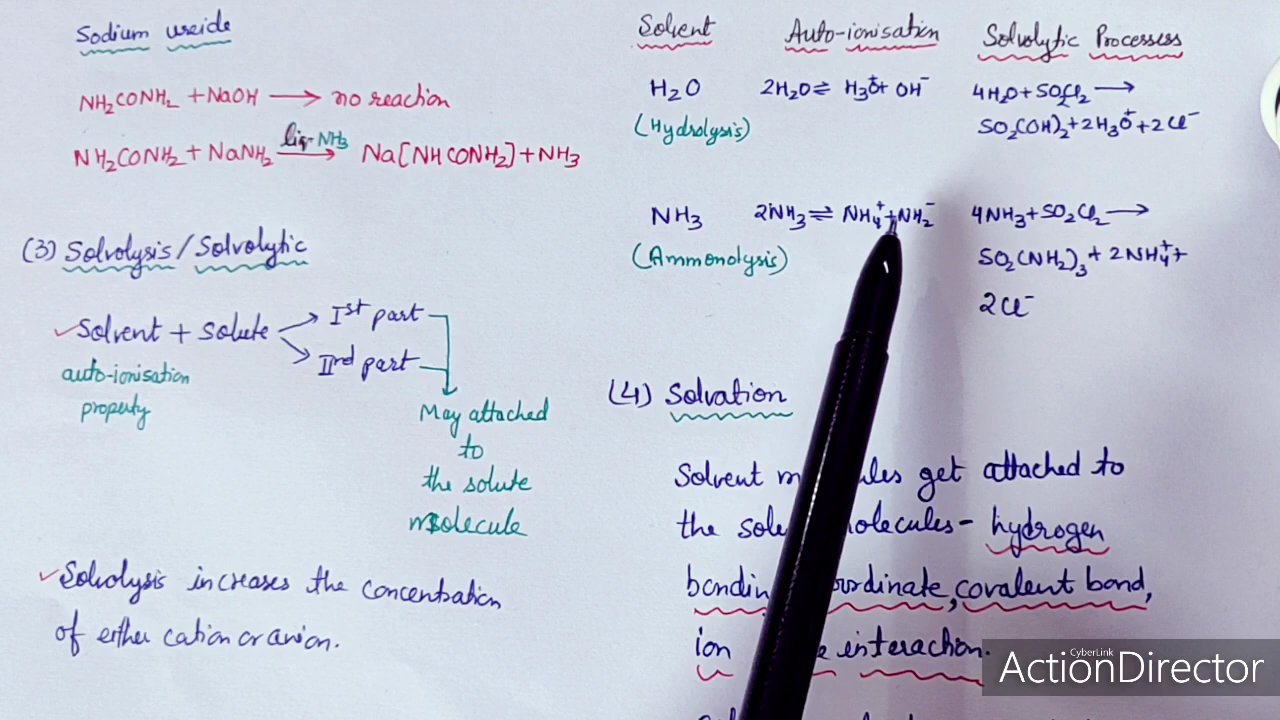 Sodium ureide
NH₂CONH₂ + NaOH ⟶ no reaction
NH₂CONH₂ + NaNH₂ liq. NH₃ ⟶ Na[NHCONH₂] + NH₃
(3) Solvolysis / Solvolytic
✓Solvent + Solute
Iˢᵗ part
IIⁿᵈ part
auto-ionisation
property
May attached
to
the solute
molecule
✓Solvolysis increases the concentration
of either cation or anion.
Solvent Auto-ionisation Solvolytic Processess
H₂O 2H₂O ⇌ H₃O⁺ + OH⁻ 4H₂O + SO₂Cl₂ ⟶
(Hydrolysis) SO₂(OH)₂ + 2H₃O⁺ + 2Cl⁻
NH₃ 2NH₃ ⇌ NH₄⁺ + NH₂⁻ 4NH₃ + SO₂Cl₂ ⟶
(Ammonolysis) SO₂(NH₂)₃ + 2NH₄⁺ +
2Cl⁻
(4) Solvation
Solvent get attached to
the - hydrogen
covalent bond,
ion interaction.
CyberLink
ActionDirector